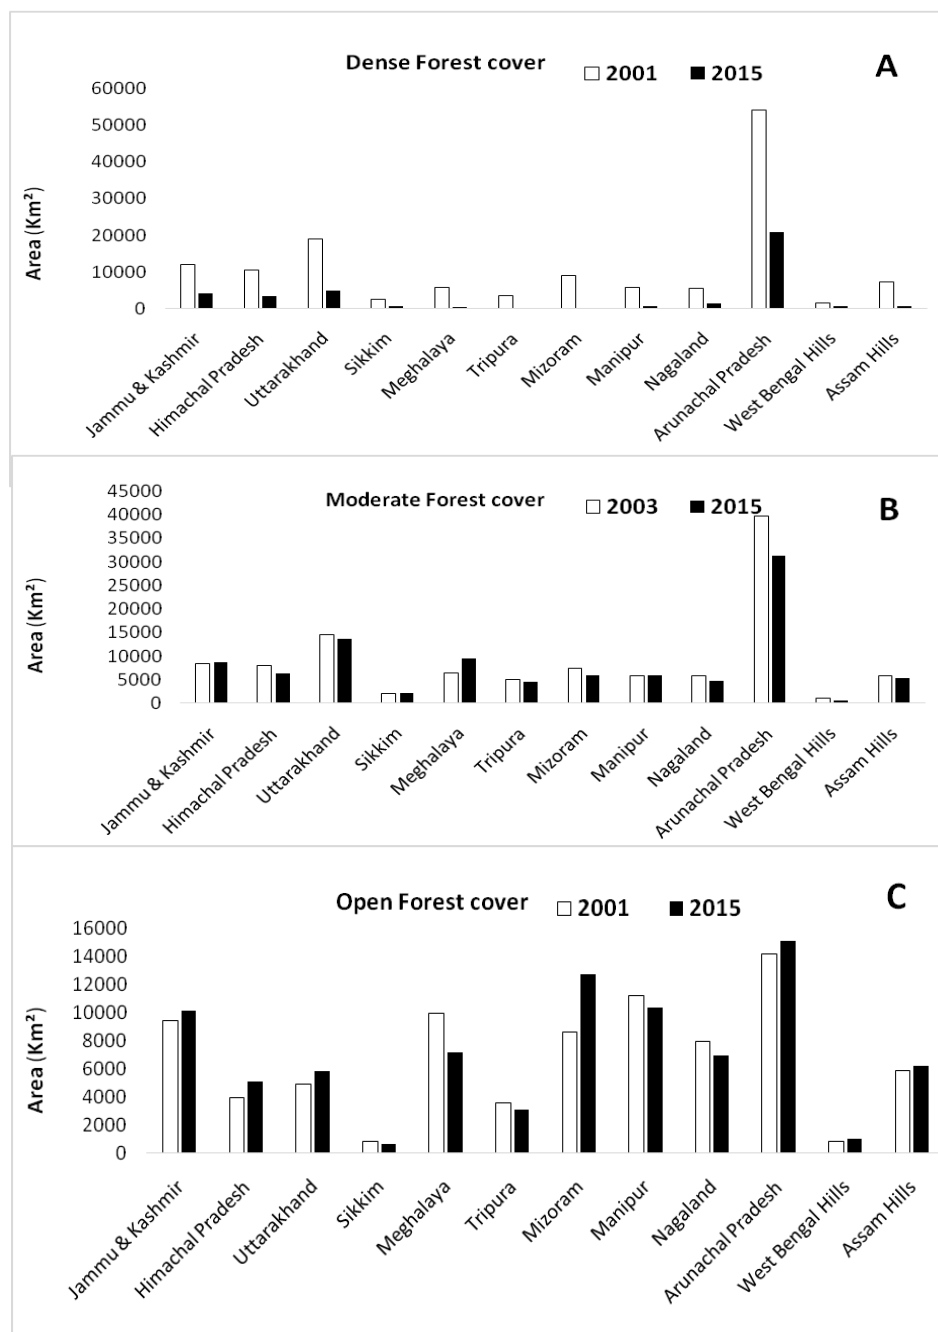 Dense Forest cover 2001 2015 A
60000
50000
40000
30000
20000
10000
0
Area (Km²)
Jammu & Kashmir
Himachal Pradesh
Uttarakhand
Sikkim
Meghalaya
Tripura
Mizoram
Manipur
Nagaland
Arunachal Pradesh
West Bengal Hills
Assam Hills
Moderate Forest cover 2003 2015 B
45000
40000
35000
30000
25000
20000
15000
10000
5000
0
Area (Km²)
Jammu & Kashmir
Himachal Pradesh
Uttarakhand
Sikkim
Meghalaya
Tripura
Mizoram
Manipur
Nagaland
Arunachal Pradesh
West Bengal Hills
Assam Hills
Open Forest cover 2001 2015 C
16000
14000
12000
10000
8000
6000
4000
2000
0
Area (Km²)
Jammu & Kashmir
Himachal Pradesh
Uttarakhand
Sikkim
Meghalaya
Tripura
Mizoram
Manipur
Nagaland
Arunachal Pradesh
West Bengal Hills
Assam Hills